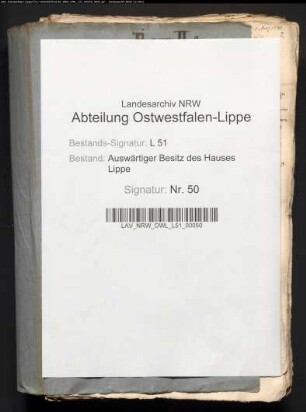 Landesarchiv NRW
Abteilung Ostwestfalen-Lippe
Bestands-Signatur: L 51
Bestand: Auswärtiger Besitz des Hauses
Lippe
Signatur: Nr. 50
LAV_NRW_OWL_L51_00050